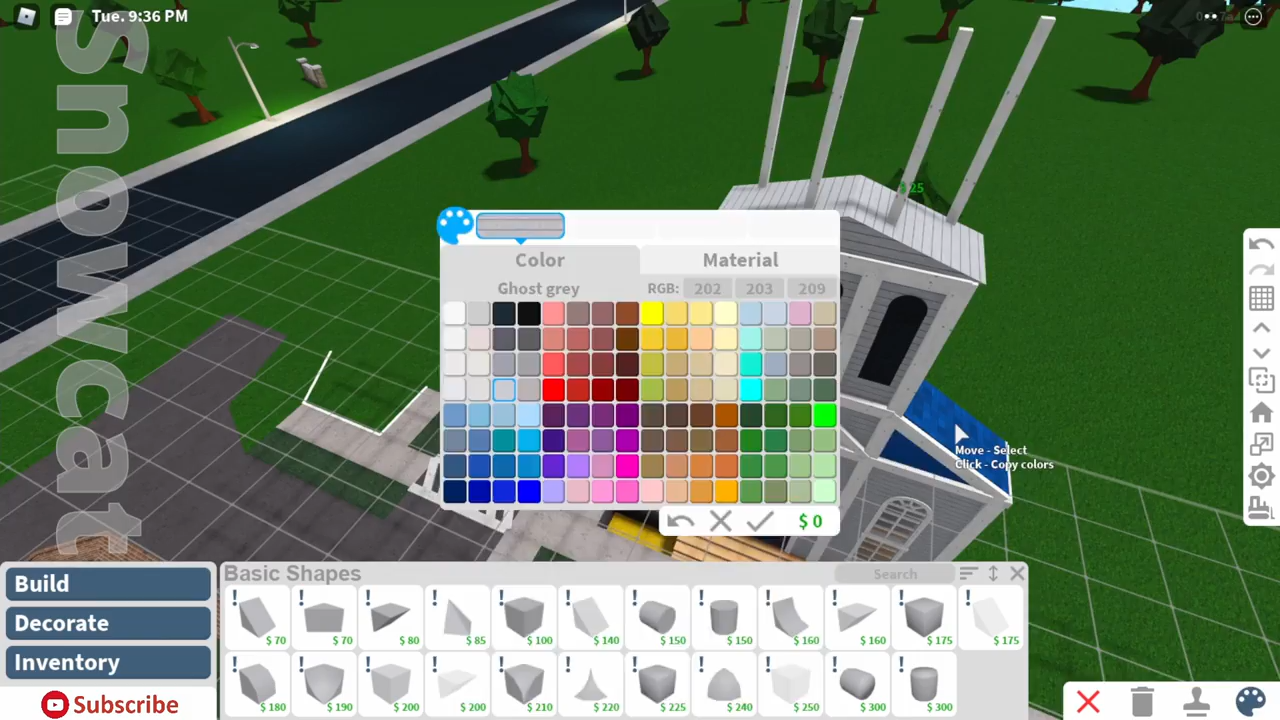 Tue. 9:36 PM
Snowcat
$25
Color
Material
Ghost grey
RGB: 202 203 209
Move - Select
Click - Copy colors
$ 0
Build
Decorate
Inventory
Subscribe
Basic Shapes
Search
$ 70 $ 70 $ 80 $ 85 $ 100 $ 140 $ 150 $ 150 $ 160 $ 160 $ 175 $ 175
$ 180 $ 190 $ 200 $ 200 $ 210 $ 220 $ 225 $ 240 $ 250 $ 300 $ 300